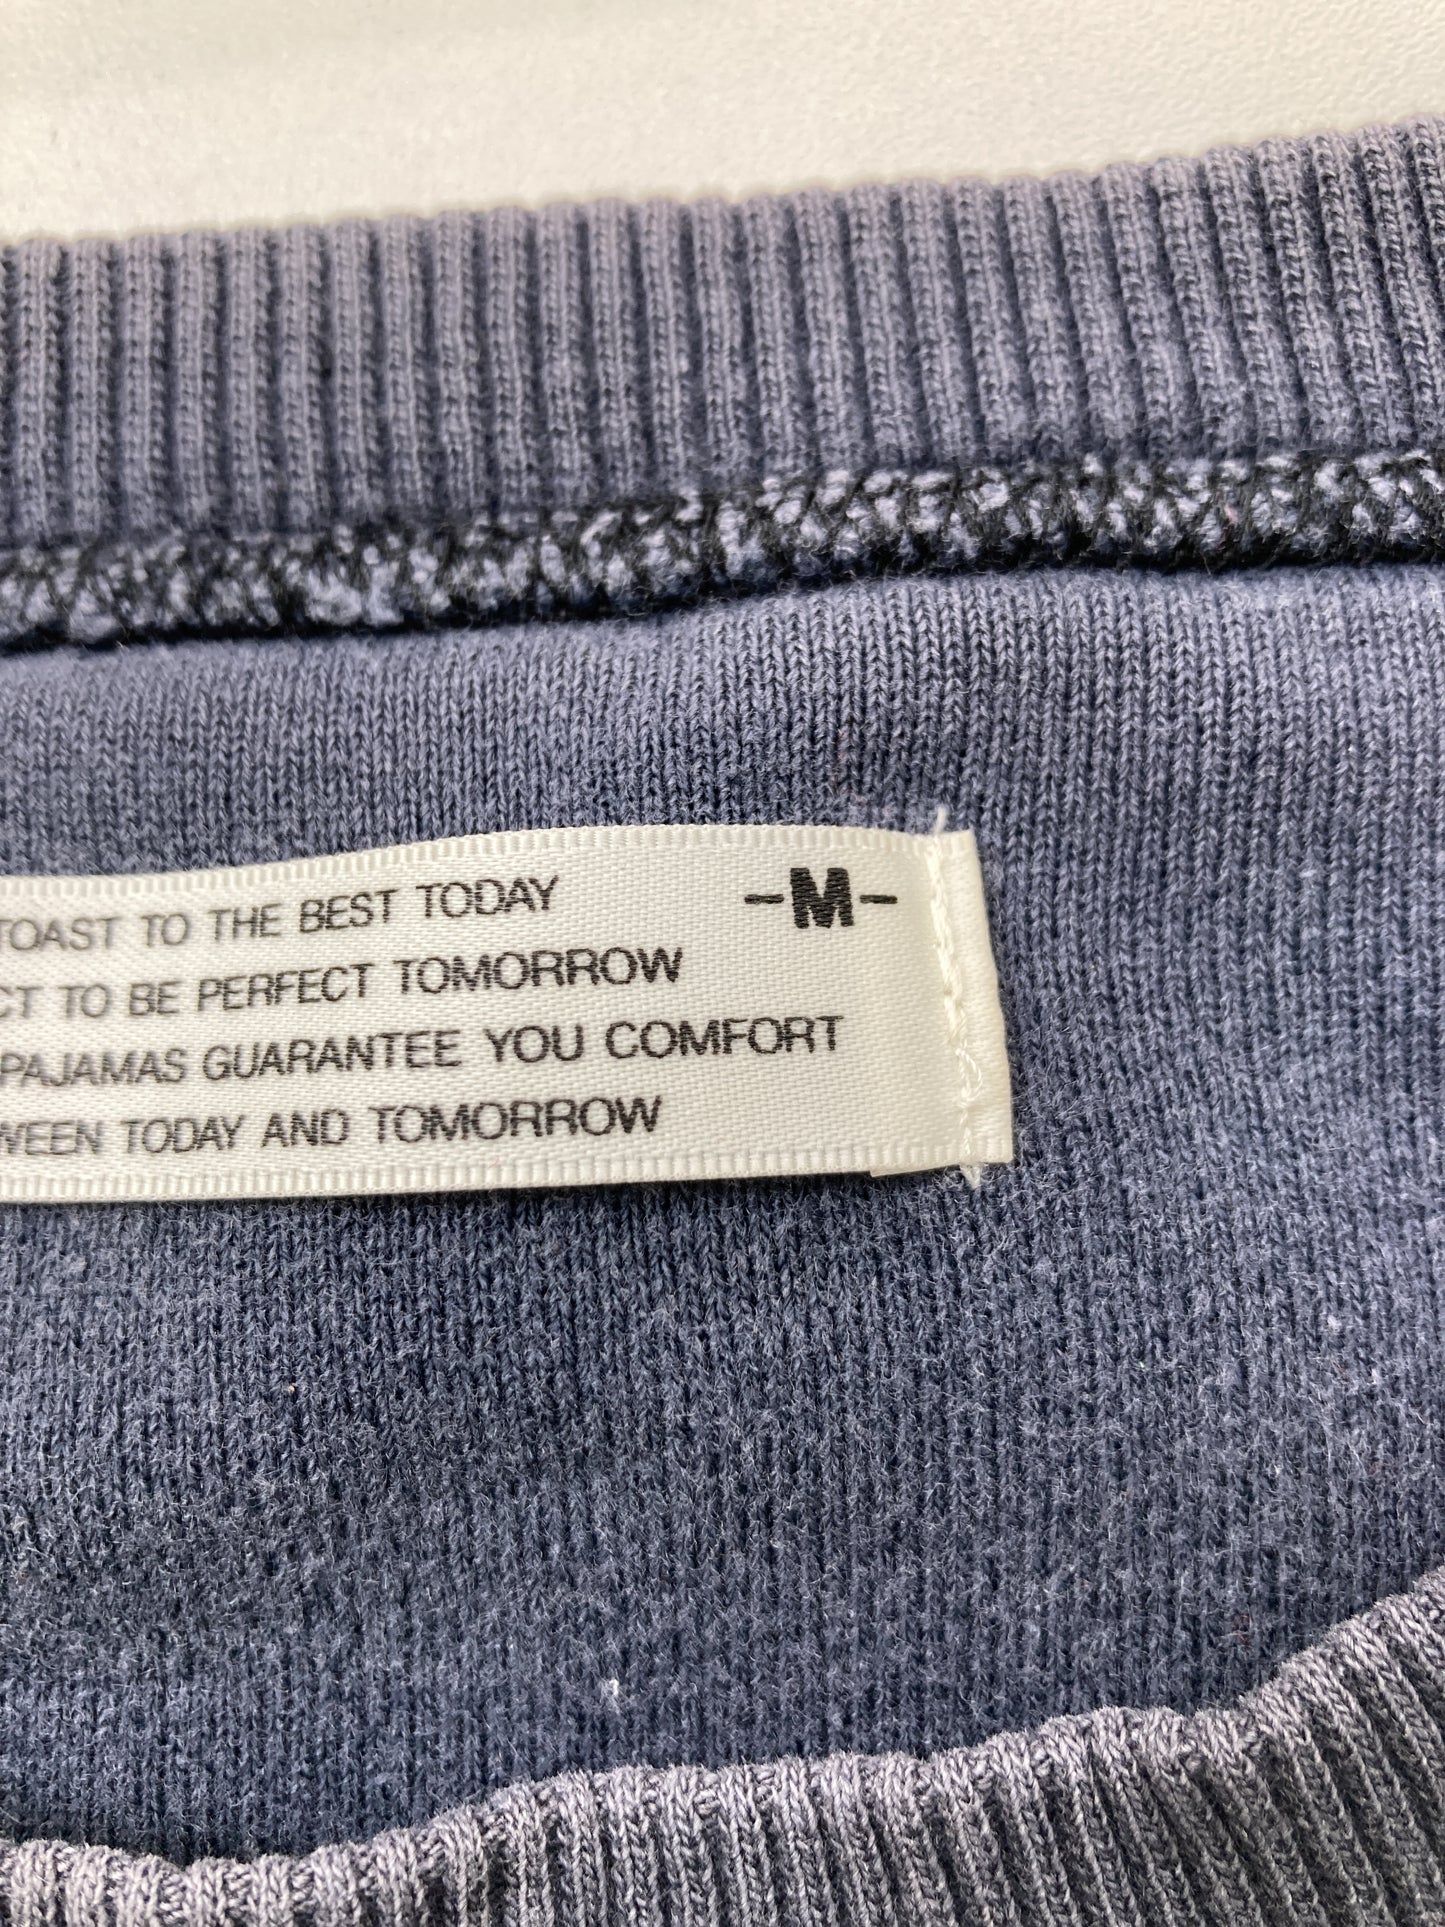 TOAST TO THE BEST TODAY -M-
CT TO BE PERFECT TOMORROW
PAJAMAS GUARANTEE YOU COMFORT
WEEN TODAY AND TOMORROW